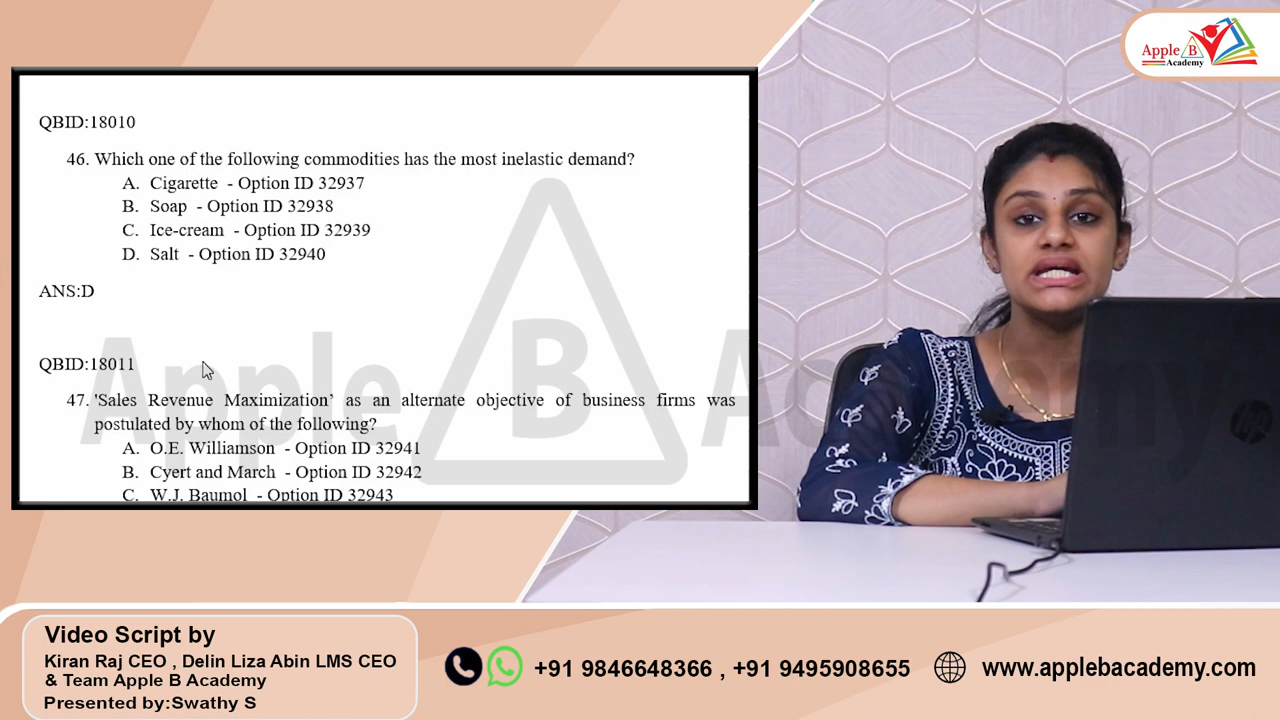 Apple B
Academy
QBID:18010
46. Which one of the following commodities has the most inelastic demand?
A. Cigarette - Option ID 32937
B. Soap - Option ID 32938
C. Ice-cream - Option ID 32939
D. Salt - Option ID 32940
ANS:D
QBID:18011
47. 'Sales Revenue Maximization’ as an alternate objective of business firms was
postulated by whom of the following?
A. O.E. Williamson - Option ID 32941
B. Cyert and March - Option ID 32942
C. W.J. Baumol - Option ID 32943
Apple B Academy
Video Script by
Kiran Raj CEO , Delin Liza Abin LMS CEO
& Team Apple B Academy
Presented by:Swathy S
+91 9846648366 , +91 9495908655
www.applebacademy.com